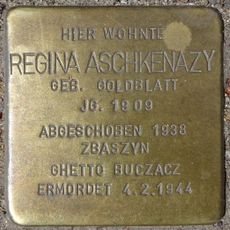 HIER WOHNTE
REGINA ASCHKENAZY
GEB. GOLDBLATT
JG. 1909
ABGESCHOBEN 1938
ZBASZYN
GHETTO BUCZACZ
ERMORDET 4.2.1944